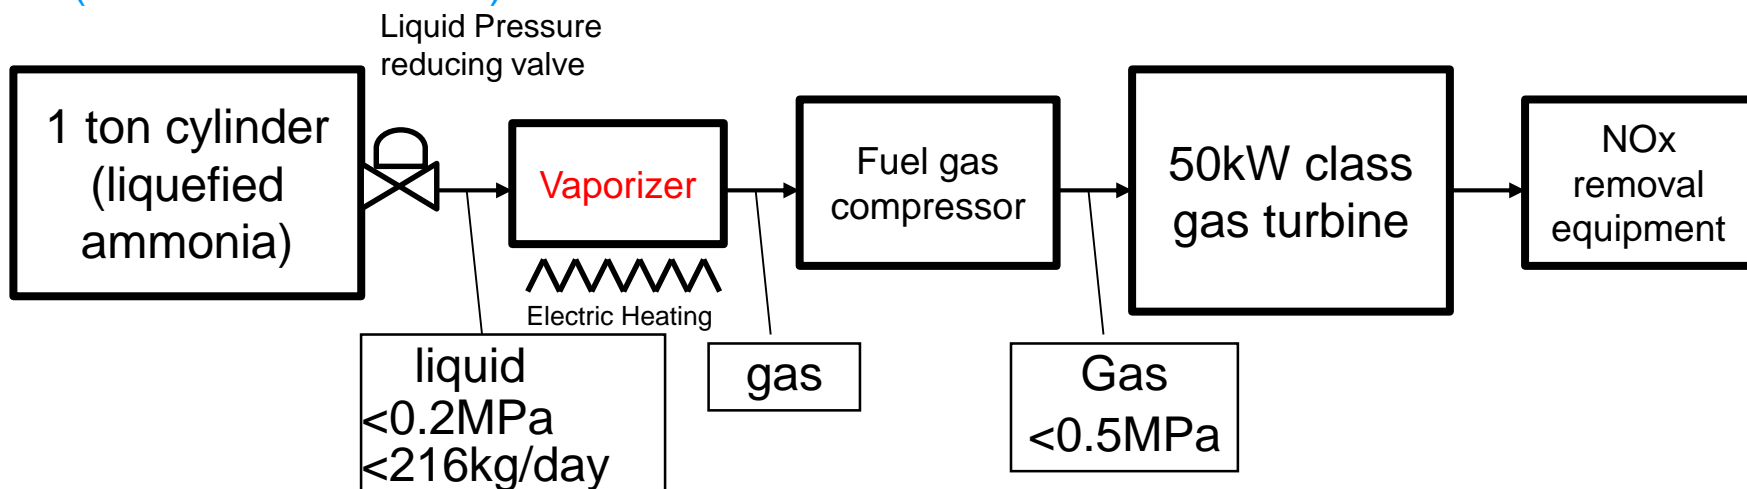 Liquid Pressure
reducing valve
1 ton cylinder
(liquefied
ammonia)
Vaporizer
Electric Heating
Fuel gas
compressor
50kW class
gas turbine
NOx
removal
equipment
liquid
<0.2MPa
<216kg/day
gas
Gas
<0.5MPa